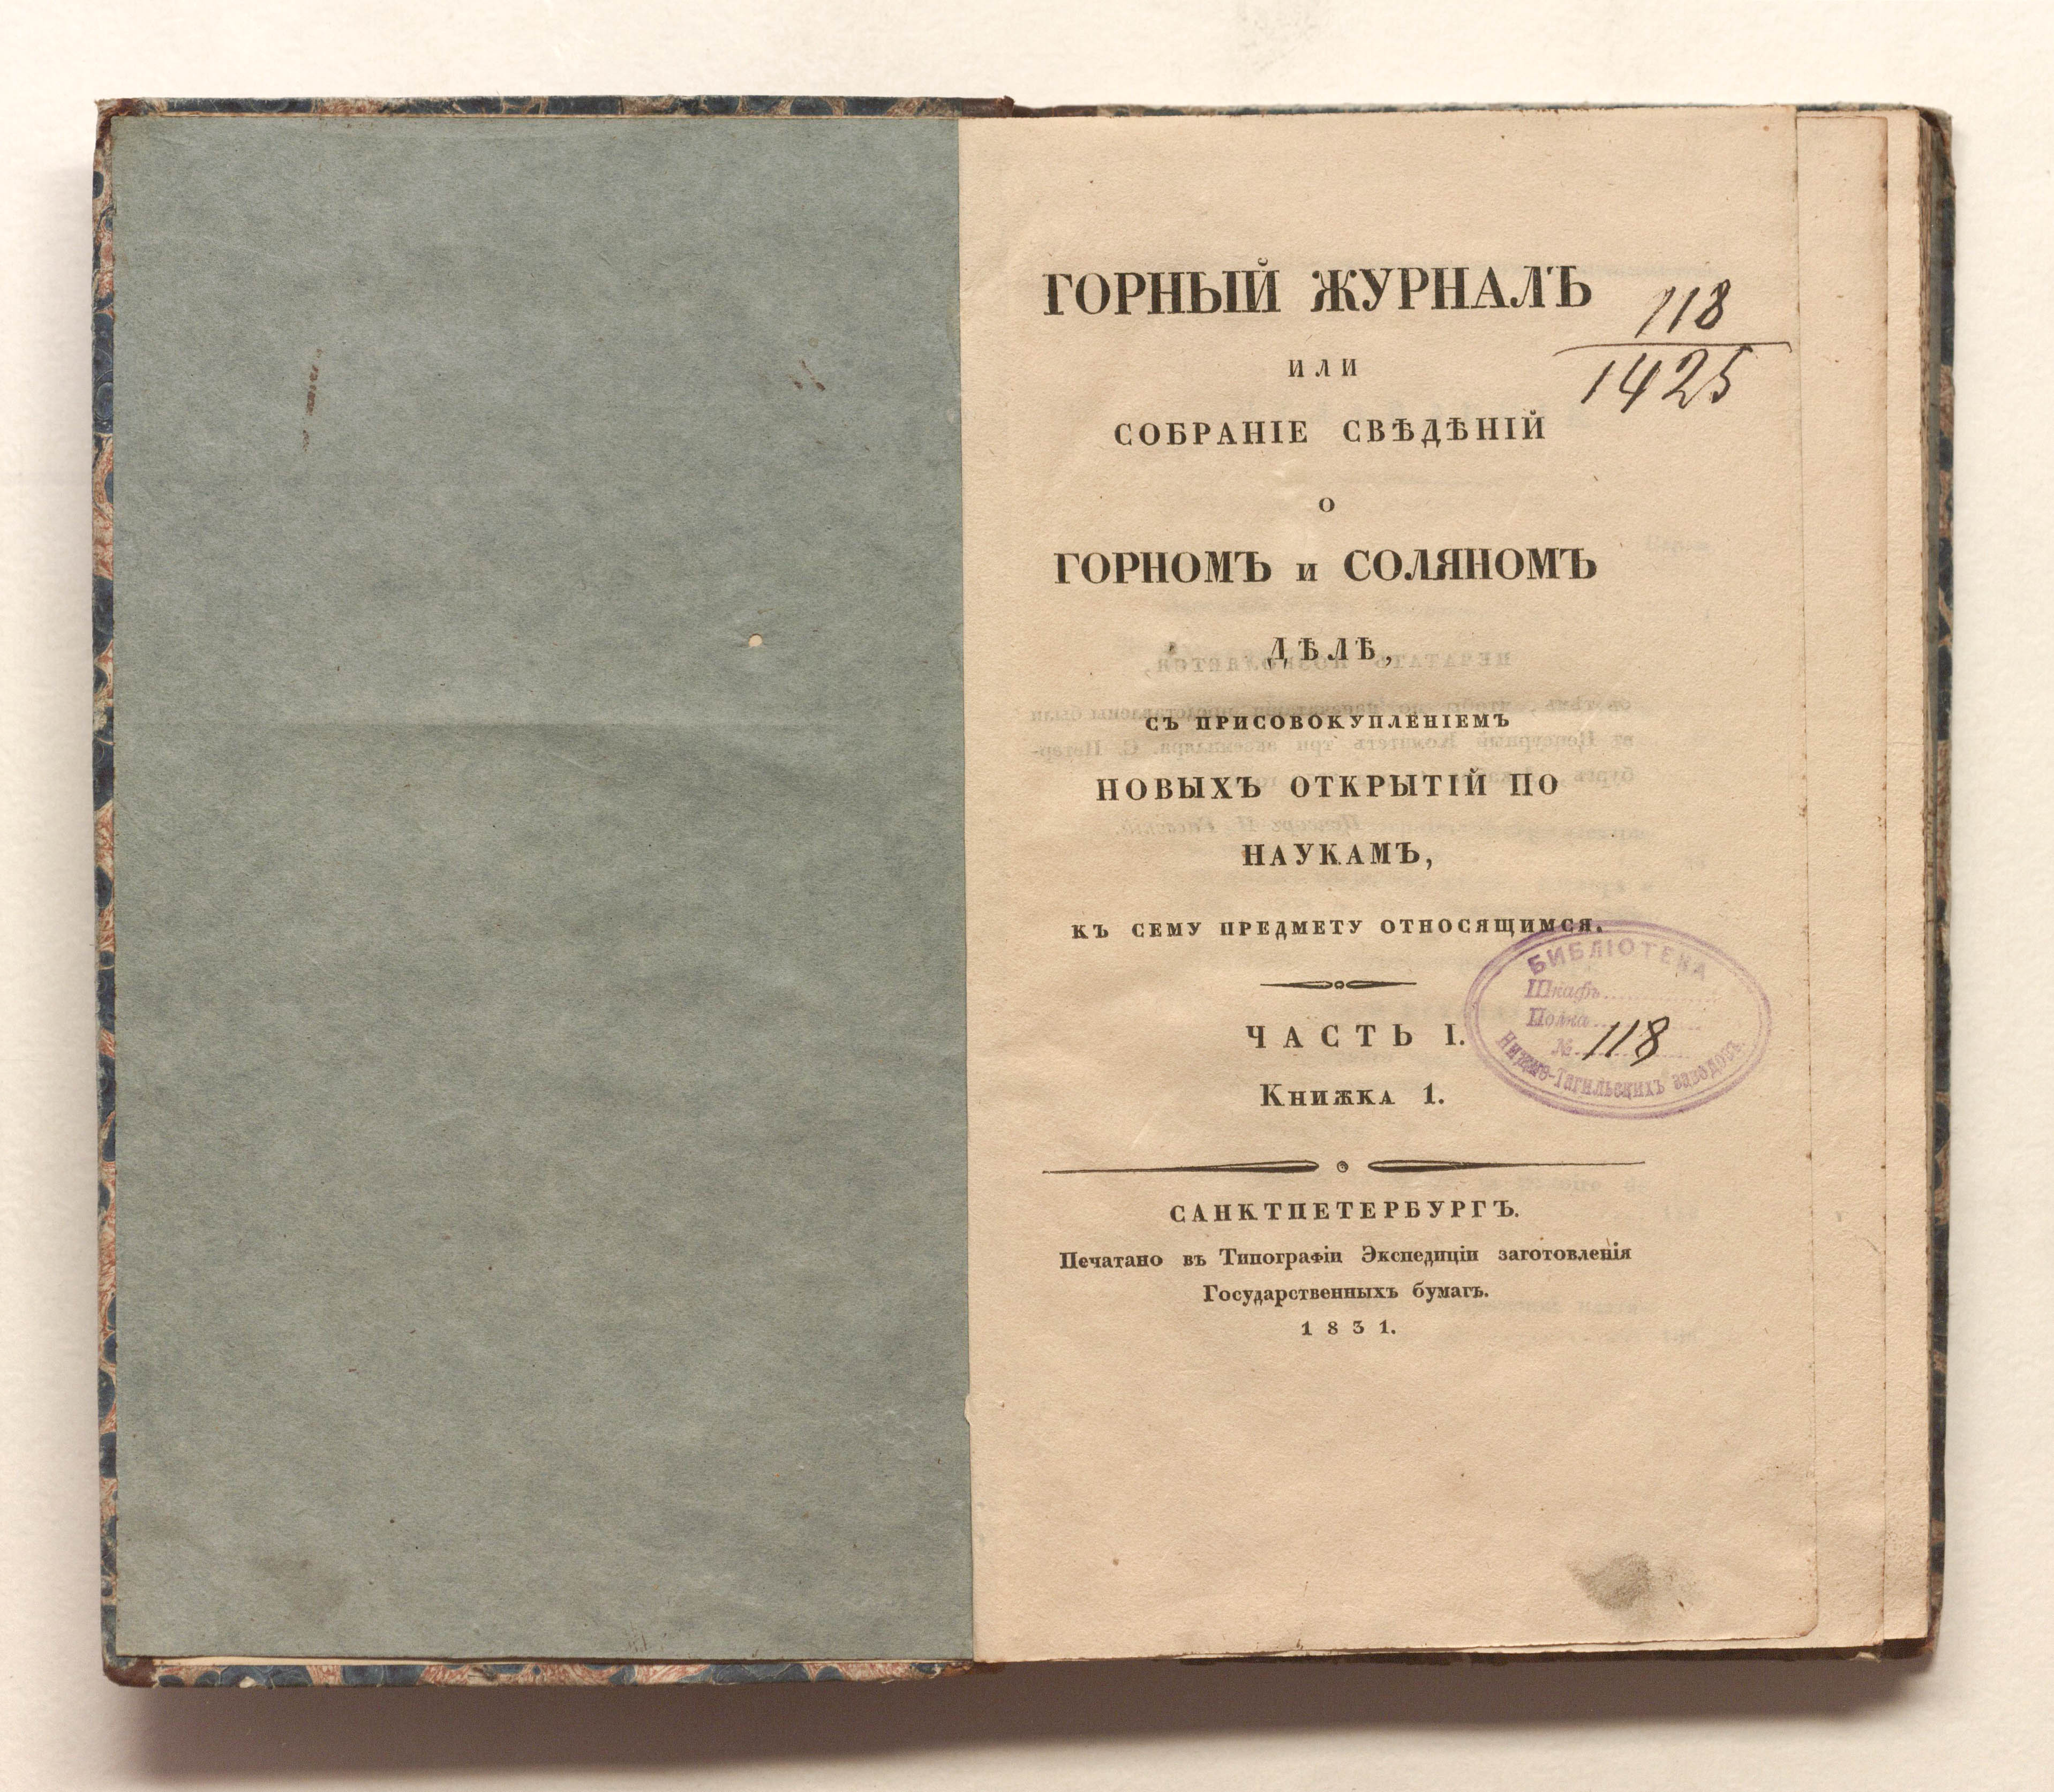 ГОРНЫЙ ЖУРНАЛЪ
118
1425
ИЛИ
СОБРАНІЕ СВѢДѢНІЙ
О
ГОРНОМЪ и СОЛЯНОМЪ
ДѢЛѢ,
СЪ ПРИСОВОКУПЛЕНІЕМЪ
НОВЫХЪ ОТКРЫТІЙ ПО
НАУКАМЪ,
КЪ СЕМУ ПРЕДМЕТУ ОТНОСЯЩИМСЯ.
БИБЛІОТЕКА
Шкафъ
Полка
№ 118
Нижне-Тагильскихъ заводовъ.
ЧАСТЬ I.
Книжка 1.
САНКТПЕТЕРБУРГЪ.
Печатано въ Типографіи Экспедиціи заготовленія
Государственныхъ бумагъ.
1831.